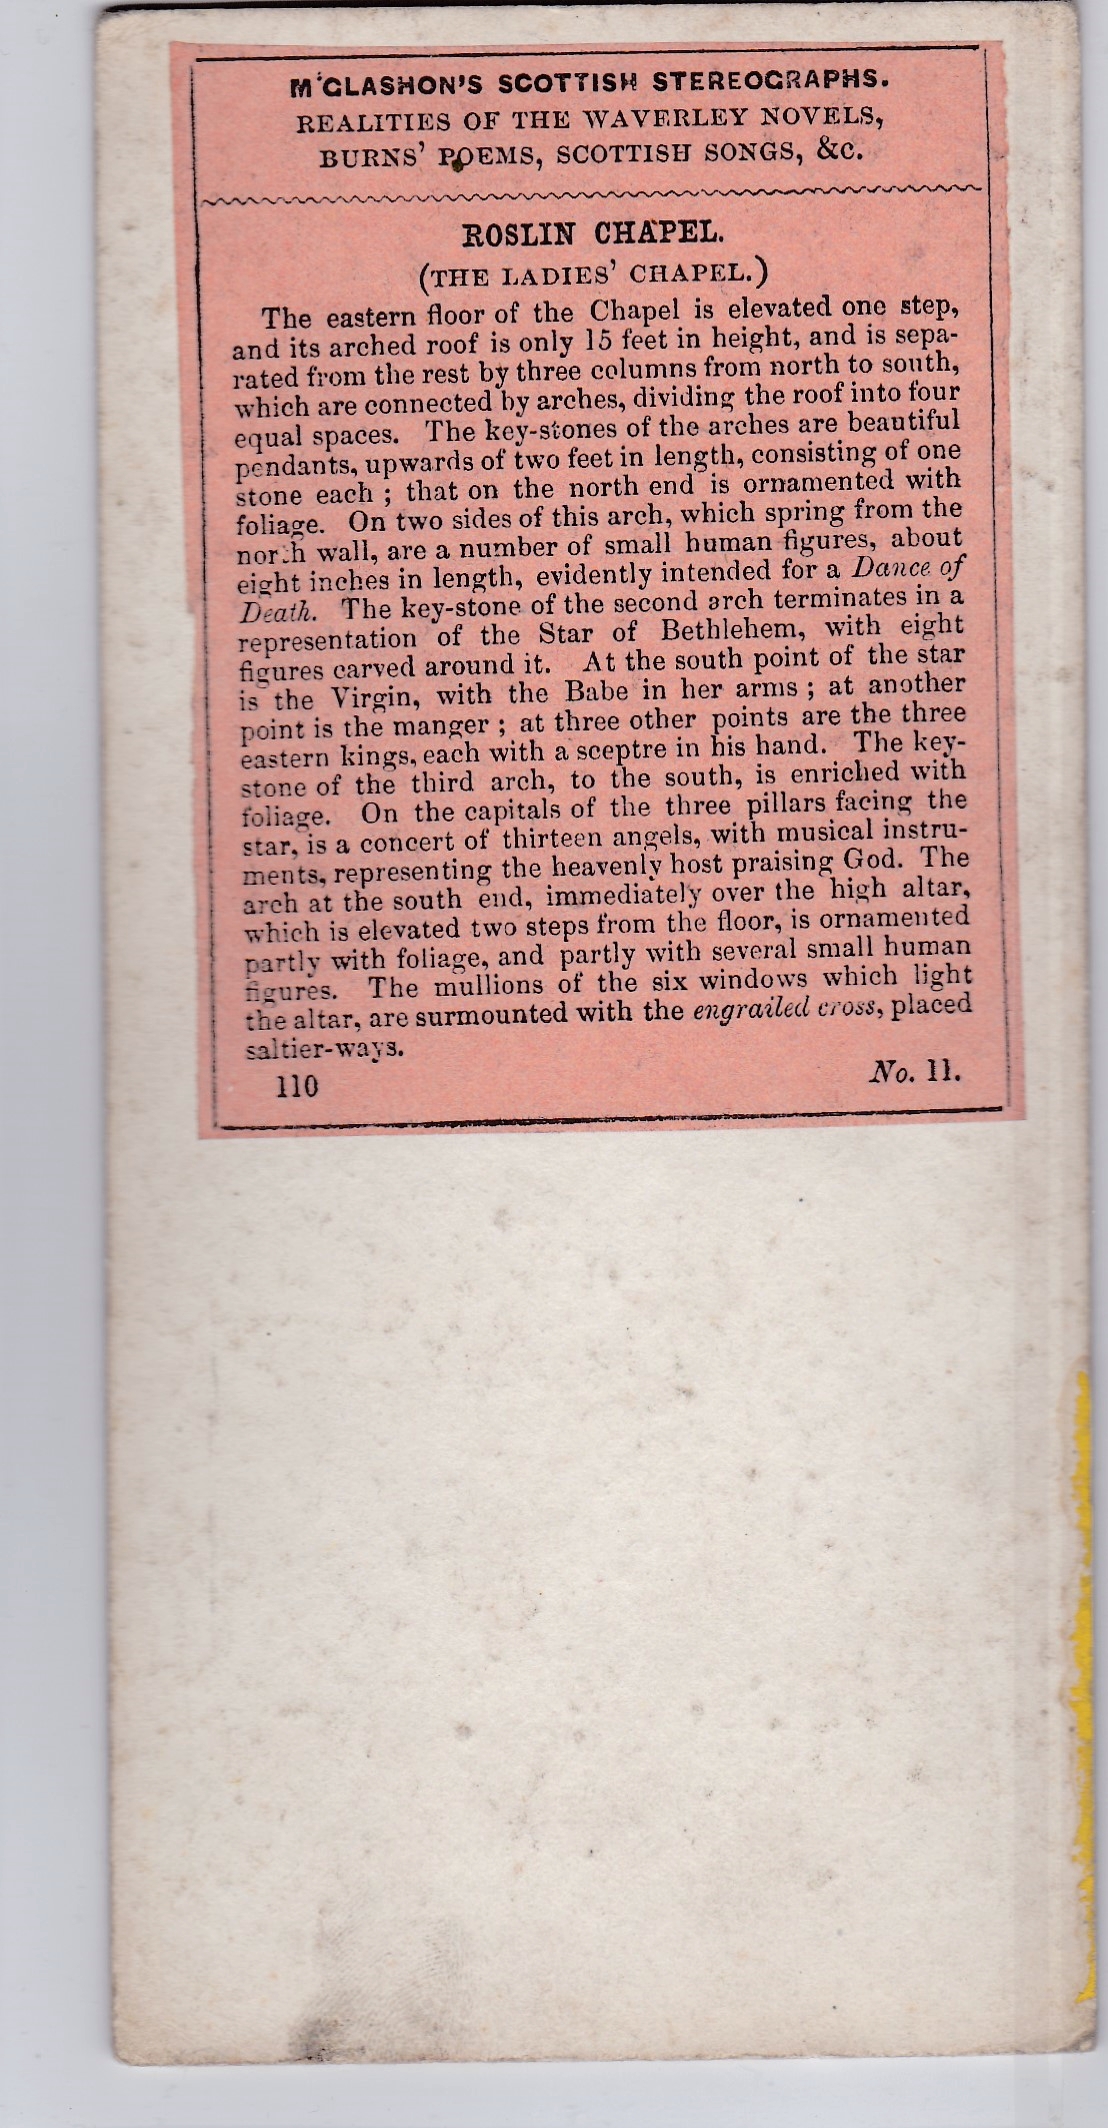 M‘GLASHON'S SCOTTISH STEREOGRAPHS.
REALITIES OF THE WAVERLEY NOVELS,
BURNS' POEMS, SCOTTISH SONGS, &c.
ROSLIN CHAPEL.
(THE LADIES' CHAPEL.)
The eastern floor of the Chapel is elevated one step,
and its arched roof is only 15 feet in height, and is sepa-
rated from the rest by three columns from north to south,
which are connected by arches, dividing the roof into four
equal spaces. The key-stones of the arches are beautiful
pendants, upwards of two feet in length, consisting of one
stone each ; that on the north end is ornamented with
foliage. On two sides of this arch, which spring from the
north wall, are a number of small human figures, about
eight inches in length, evidently intended for a Dance of
Death. The key-stone of the second arch terminates in a
representation of the Star of Bethlehem, with eight
figures carved around it. At the south point of the star
is the Virgin, with the Babe in her arms ; at another
point is the manger ; at three other points are the three
eastern kings, each with a sceptre in his hand. The key-
stone of the third arch, to the south, is enriched with
foliage. On the capitals of the three pillars facing the
star, is a concert of thirteen angels, with musical instru-
ments, representing the heavenly host praising God. The
arch at the south end, immediately over the high altar,
which is elevated two steps from the floor, is ornamented
partly with foliage, and partly with several small human
figures. The mullions of the six windows which light
the altar, are surmounted with the engrailed cross, placed
saltier-ways.
110 No. 11.